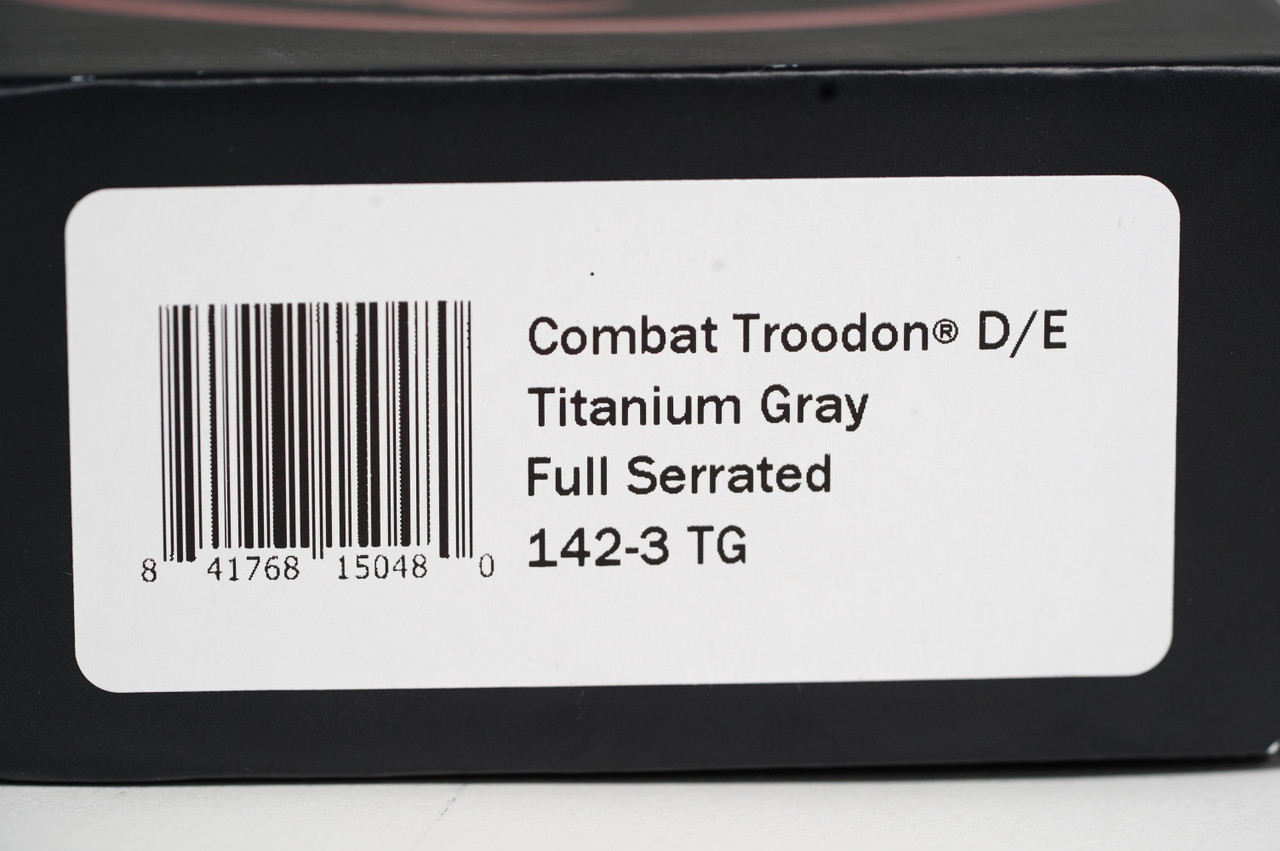 Combat Troodon® D/E
Titanium Gray
Full Serrated
142-3 TG
8 41768 15048 0